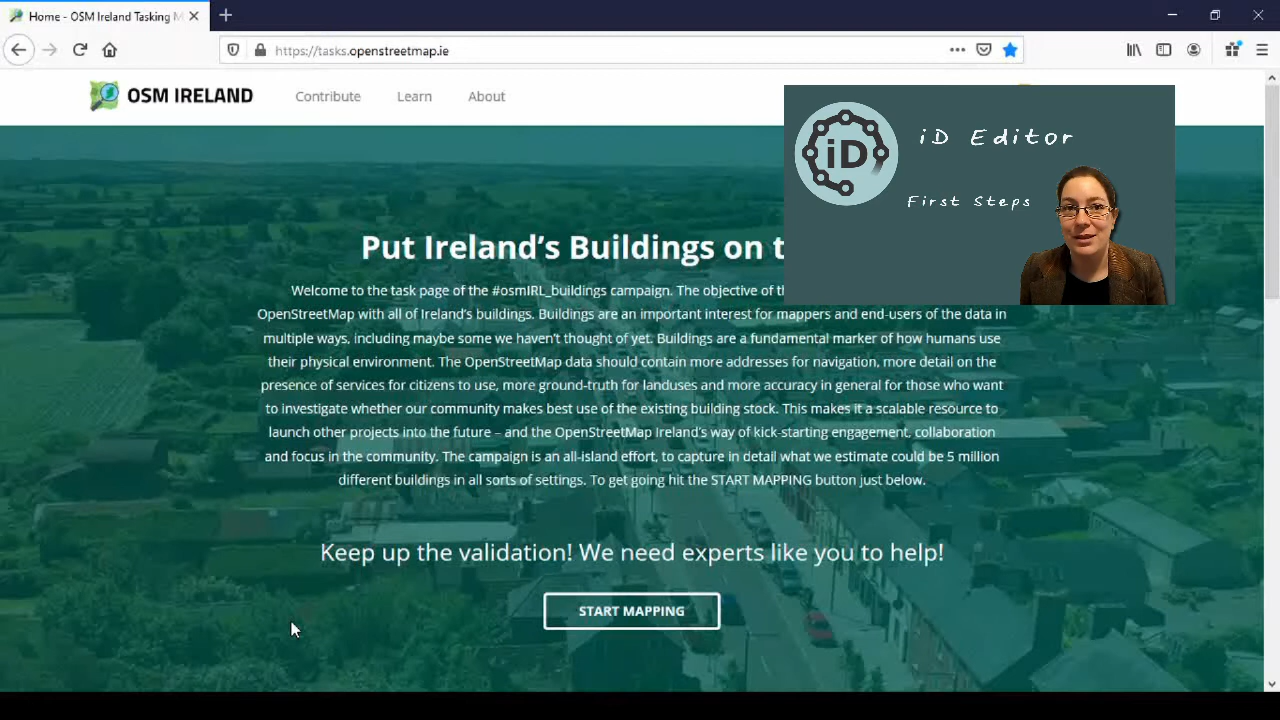 Home - OSM Ireland Tasking M
https://tasks.openstreetmap.ie
OSM IRELAND
Contribute
Learn
About
iD
iD Editor
First Steps
Put Ireland's Buildings on t
Welcome to the task page of the #osmIRL_buildings campaign. The objective of th
OpenStreetMap with all of Ireland's buildings. Buildings are an important interest for mappers and end-users of the data in
multiple ways, including maybe some we haven't thought of yet. Buildings are a fundamental marker of how humans use
their physical environment. The OpenStreetMap data should contain more addresses for navigation, more detail on the
presence of services for citizens to use, more ground-truth for landuses and more accuracy in general for those who want
to investigate whether our community makes best use of the existing building stock. This makes it a scalable resource to
launch other projects into the future – and the OpenStreetMap Ireland's way of kick-starting engagement, collaboration
and focus in the community. The campaign is an all-island effort, to capture in detail what we estimate could be 5 million
different buildings in all sorts of settings. To get going hit the START MAPPING button just below.
Keep up the validation! We need experts like you to help!
START MAPPING